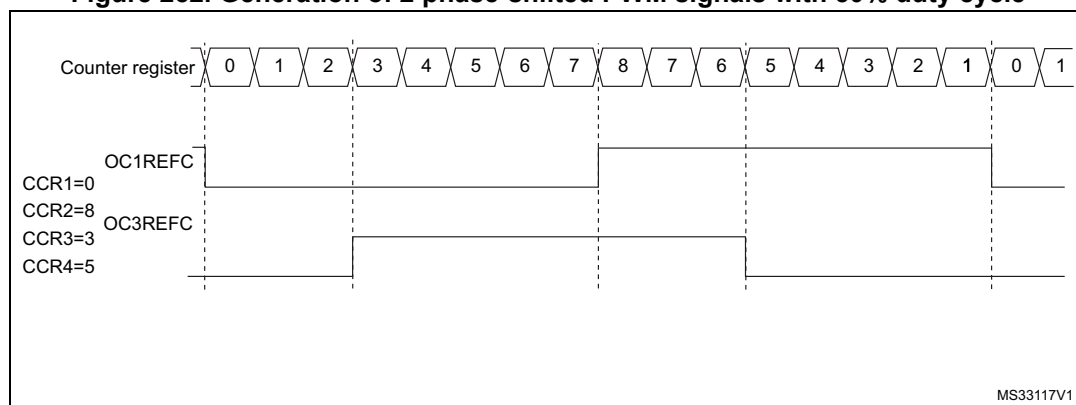 Figure 282. Generation of 2 phase-shifted PWM signals with 50% duty cycle
Counter register 0 1 2 3 4 5 6 7 8 7 6 5 4 3 2 1 0 1
OC1REFC
CCR1=0
CCR2=8
OC3REFC
CCR3=3
CCR4=5
MS33117V1